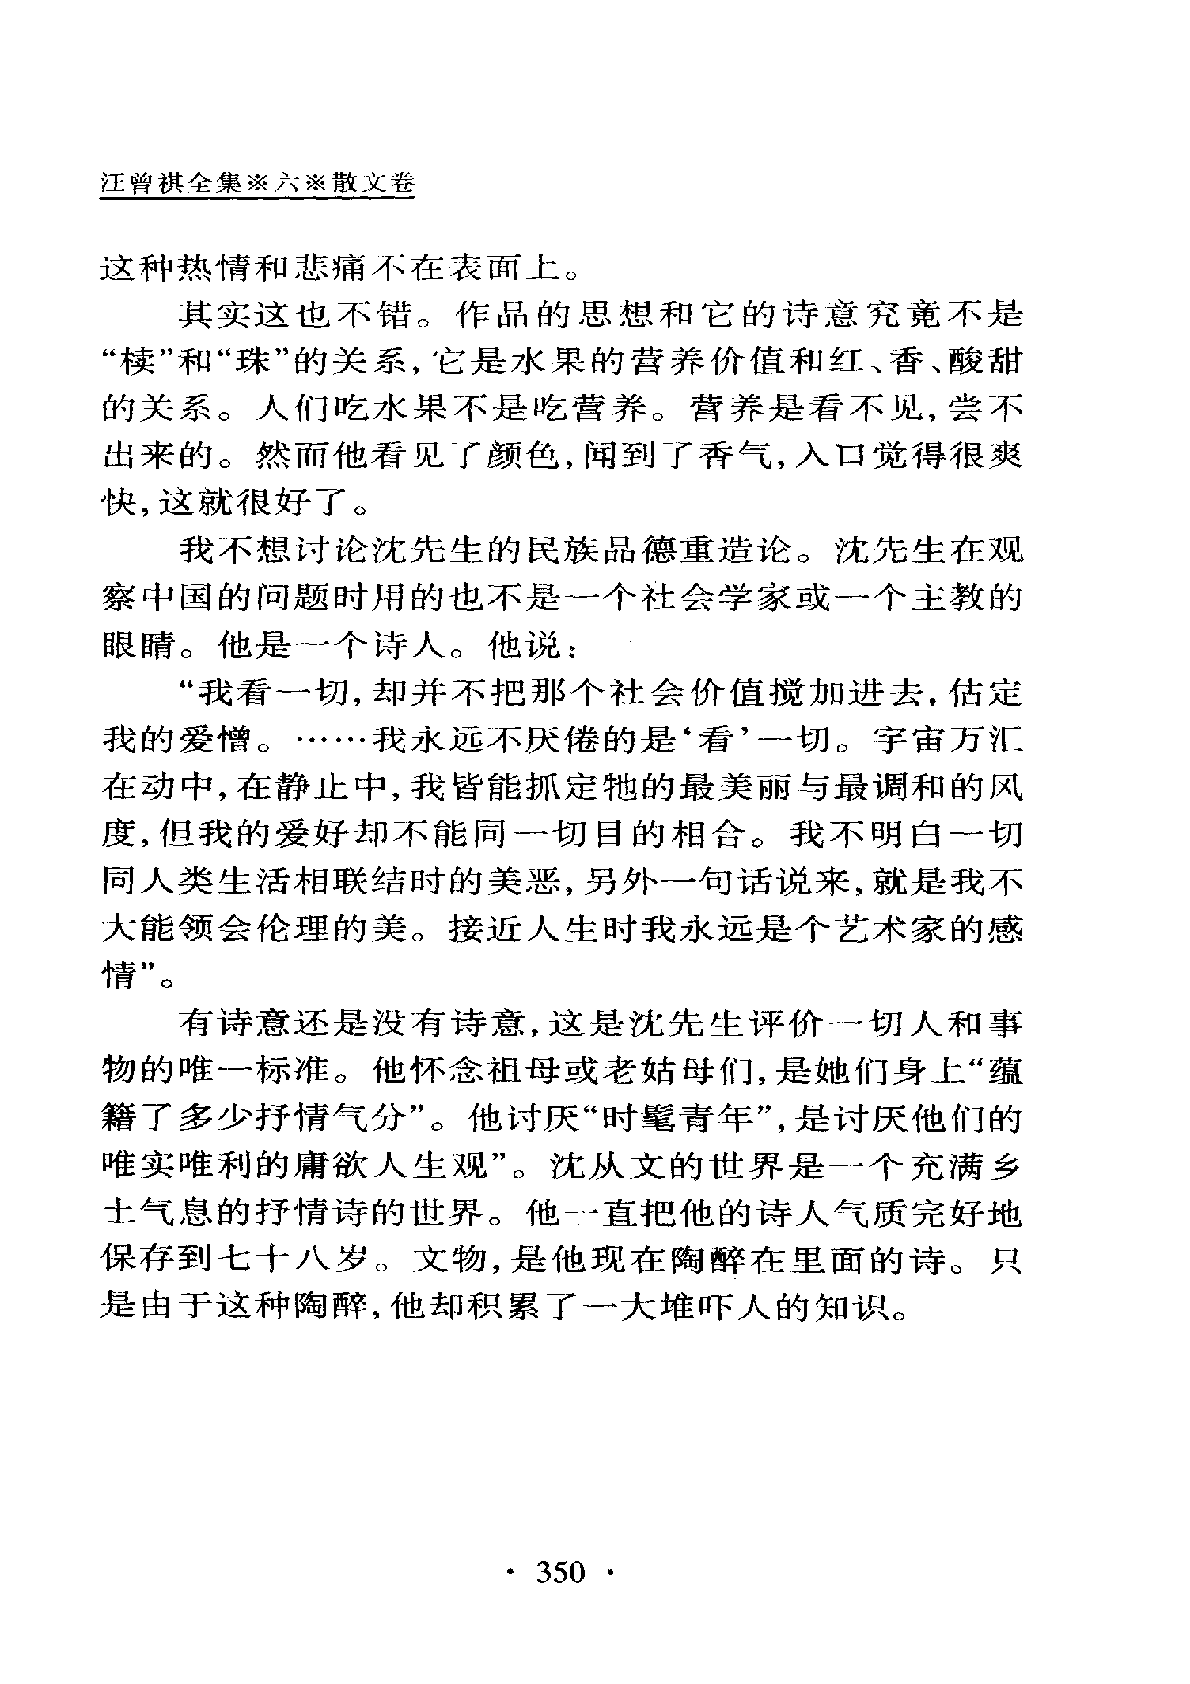 汪曾祺全集※六※散文卷
这种热情和悲痛不在表面上。
其实这也不错。作品的思想和它的诗意究竟不是
“椟”和“珠”的关系,它是水果的营养价值和红、香、酸甜
的关系。人们吃水果不是吃营养。营养是看不见,尝不
出来的。然而他看见了颜色,闻到了香气,入口觉得很爽
快,这就很好了。
我不想讨论沈先生的民族品德重造论。沈先生在观
察中国的问题时用的也不是一个社会学家或一个主教的
眼睛。他是一个诗人。他说:
“我看一切,却并不把那个社会价值搅加进去,估定
我的爱憎。……我永远不厌倦的是‘看’一切。宇宙万汇
在动中,在静止中,我皆能抓定牠的最美丽与最调和的风
度,但我的爱好却不能同一切目的相合。我不明白一切
同人类生活相联结时的美恶,另外一句话说来,就是我不
大能领会伦理的美。接近人生时我永远是个艺术家的感
情”。
有诗意还是没有诗意,这是沈先生评价一切人和事
物的唯一标准。他怀念祖母或老姑母们,是她们身上“蕴
籍了多少抒情气分”。他讨厌“时髦青年”,是讨厌他们的
唯实唯利的庸欲人生观”。沈从文的世界是一个充满乡
土气息的抒情诗的世界。他一直把他的诗人气质完好地
保存到七十八岁。文物,是他现在陶醉在里面的诗。只
是由于这种陶醉,他却积累了一大堆吓人的知识。
· 350 ·